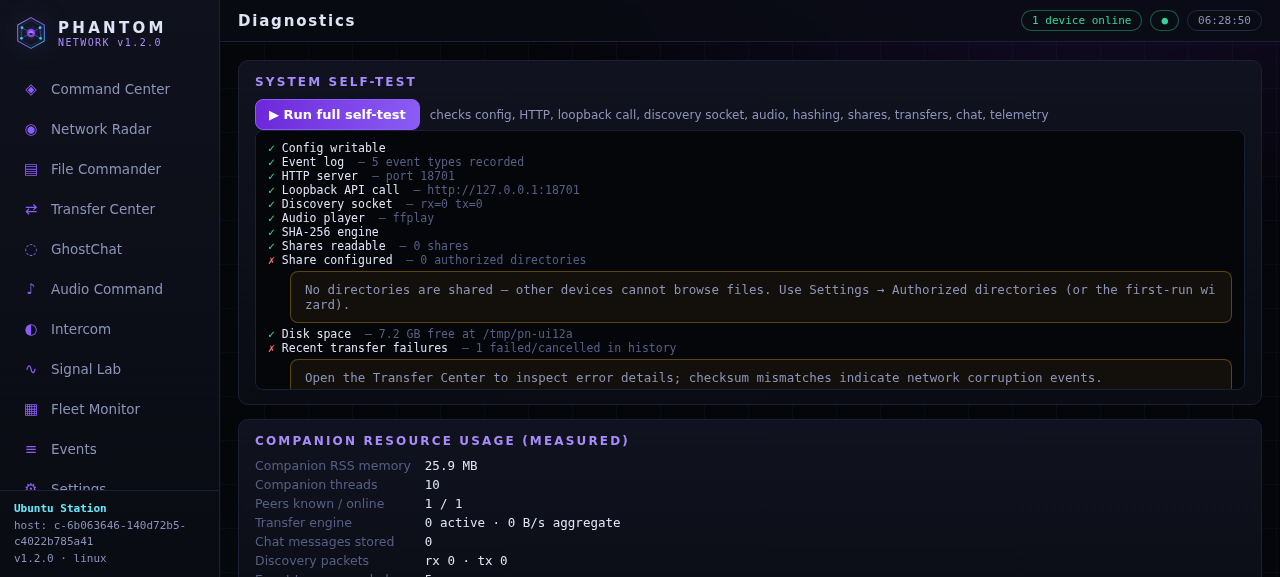 PHANTOM
NETWORK v1.2.0
Command Center
Network Radar
File Commander
Transfer Center
GhostChat
Audio Command
Intercom
Signal Lab
Fleet Monitor
Events
Settings
Ubuntu Station
host: c-6b063646-140d72b5-
c4022b785a41
v1.2.0 · linux
Diagnostics
1 device online
●
06:28:50
SYSTEM SELF-TEST
▶ Run full self-test
checks config, HTTP, loopback call, discovery socket, audio, hashing, shares, transfers, chat, telemetry
✓ Config writable
✓ Event log — 5 event types recorded
✓ HTTP server — port 18701
✓ Loopback API call — http://127.0.0.1:18701
✓ Discovery socket — rx=0 tx=0
✓ Audio player — ffplay
✓ SHA-256 engine
✓ Shares readable — 0 shares
✗ Share configured — 0 authorized directories
No directories are shared — other devices cannot browse files. Use Settings → Authorized directories (or the first-run wi
zard).
✓ Disk space — 7.2 GB free at /tmp/pn-ui12a
✗ Recent transfer failures — 1 failed/cancelled in history
Open the Transfer Center to inspect error details; checksum mismatches indicate network corruption events.
COMPANION RESOURCE USAGE (MEASURED)
Companion RSS memory 25.9 MB
Companion threads 10
Peers known / online 1 / 1
Transfer engine 0 active · 0 B/s aggregate
Chat messages stored 0
Discovery packets rx 0 · tx 0